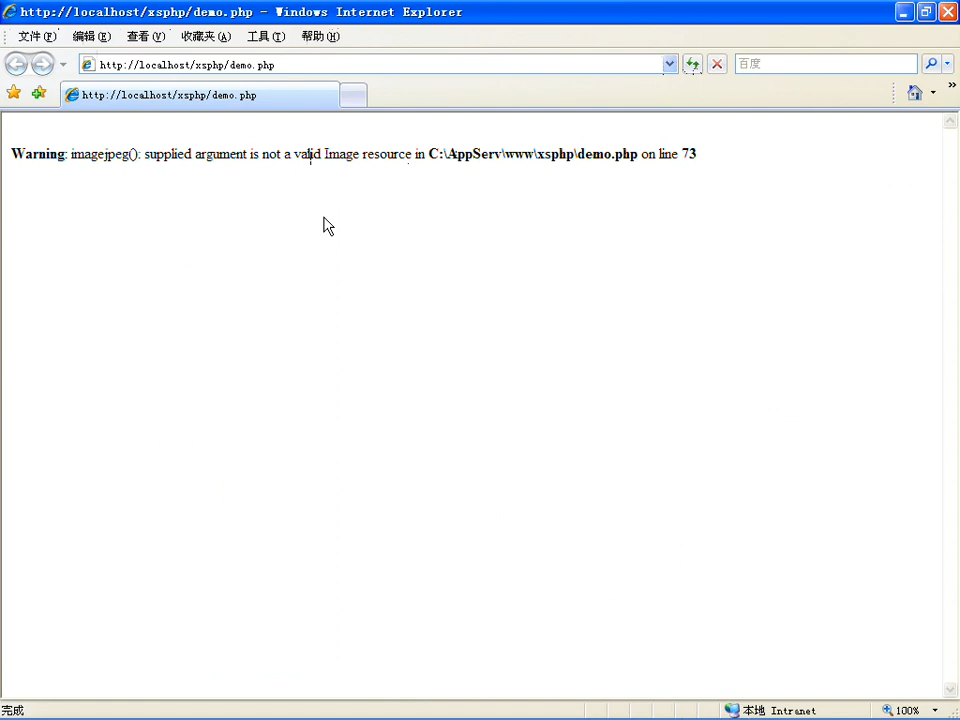 http://localhost/xsphp/demo.php - Windows Internet Explorer
文件(F) 编辑(E) 查看(V) 收藏夹(A) 工具(T) 帮助(H)
http://localhost/xsphp/demo.php
百度
http://localhost/xsphp/demo.php
Warning: imagejpeg(): supplied argument is not a valid Image resource in C:\AppServ\www\xsphp\demo.php on line 73
完成
本地 Intranet
100%